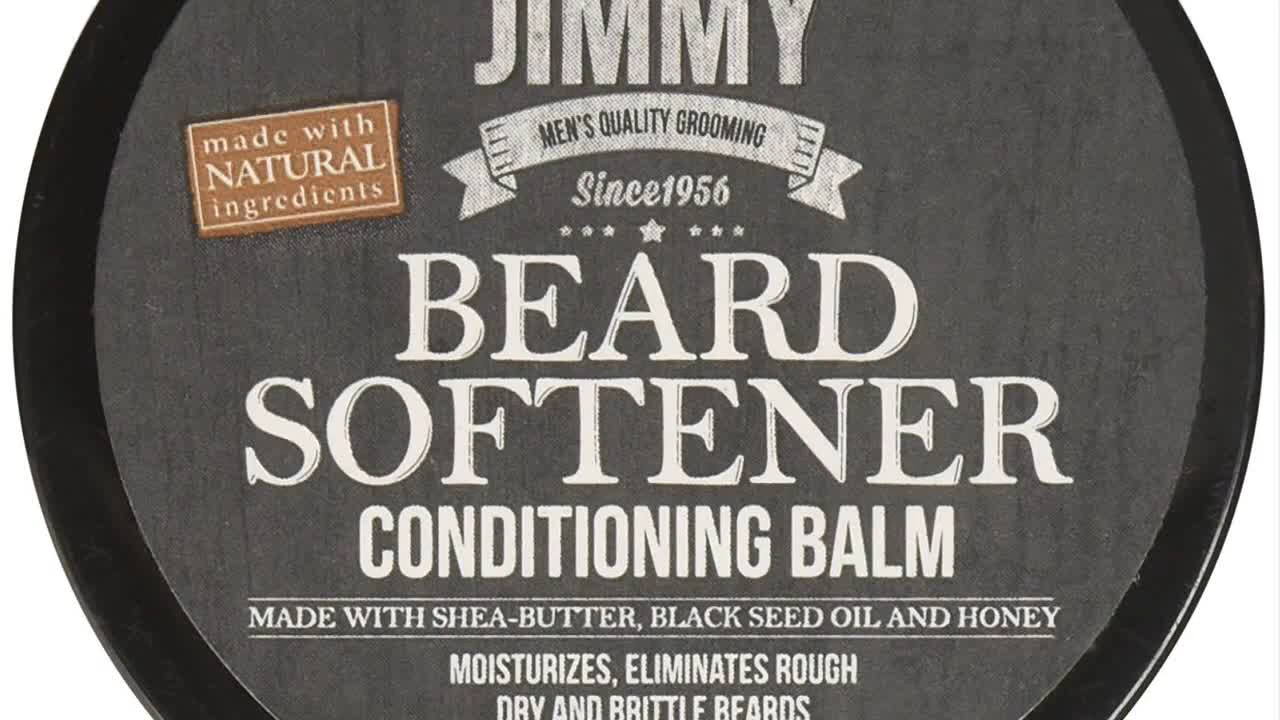 JIMMY
MEN'S QUALITY GROOMING
Since1956
made with
NATURAL
ingredients
BEARD
SOFTENER
CONDITIONING BALM
MADE WITH SHEA-BUTTER, BLACK SEED OIL AND HONEY
MOISTURIZES, ELIMINATES ROUGH
DRY AND BRITTLE BEARDS